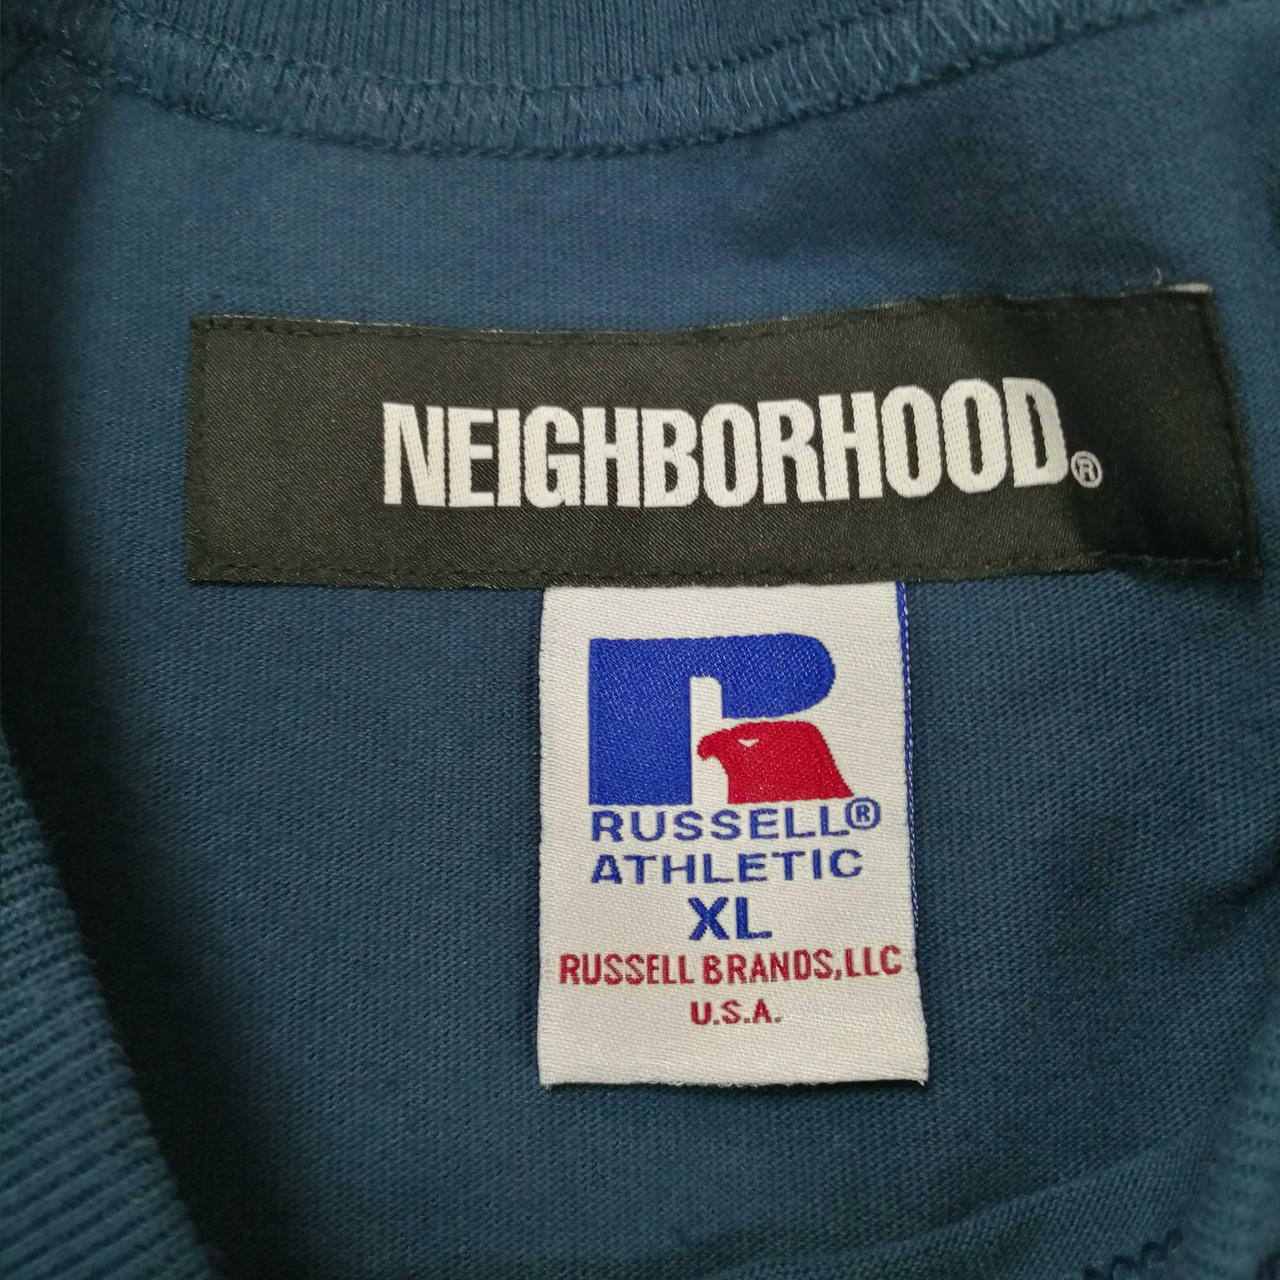 NEIGHBORHOOD®
RUSSELL®
ATHLETIC
XL
RUSSELL BRANDS,LLC
U.S.A.